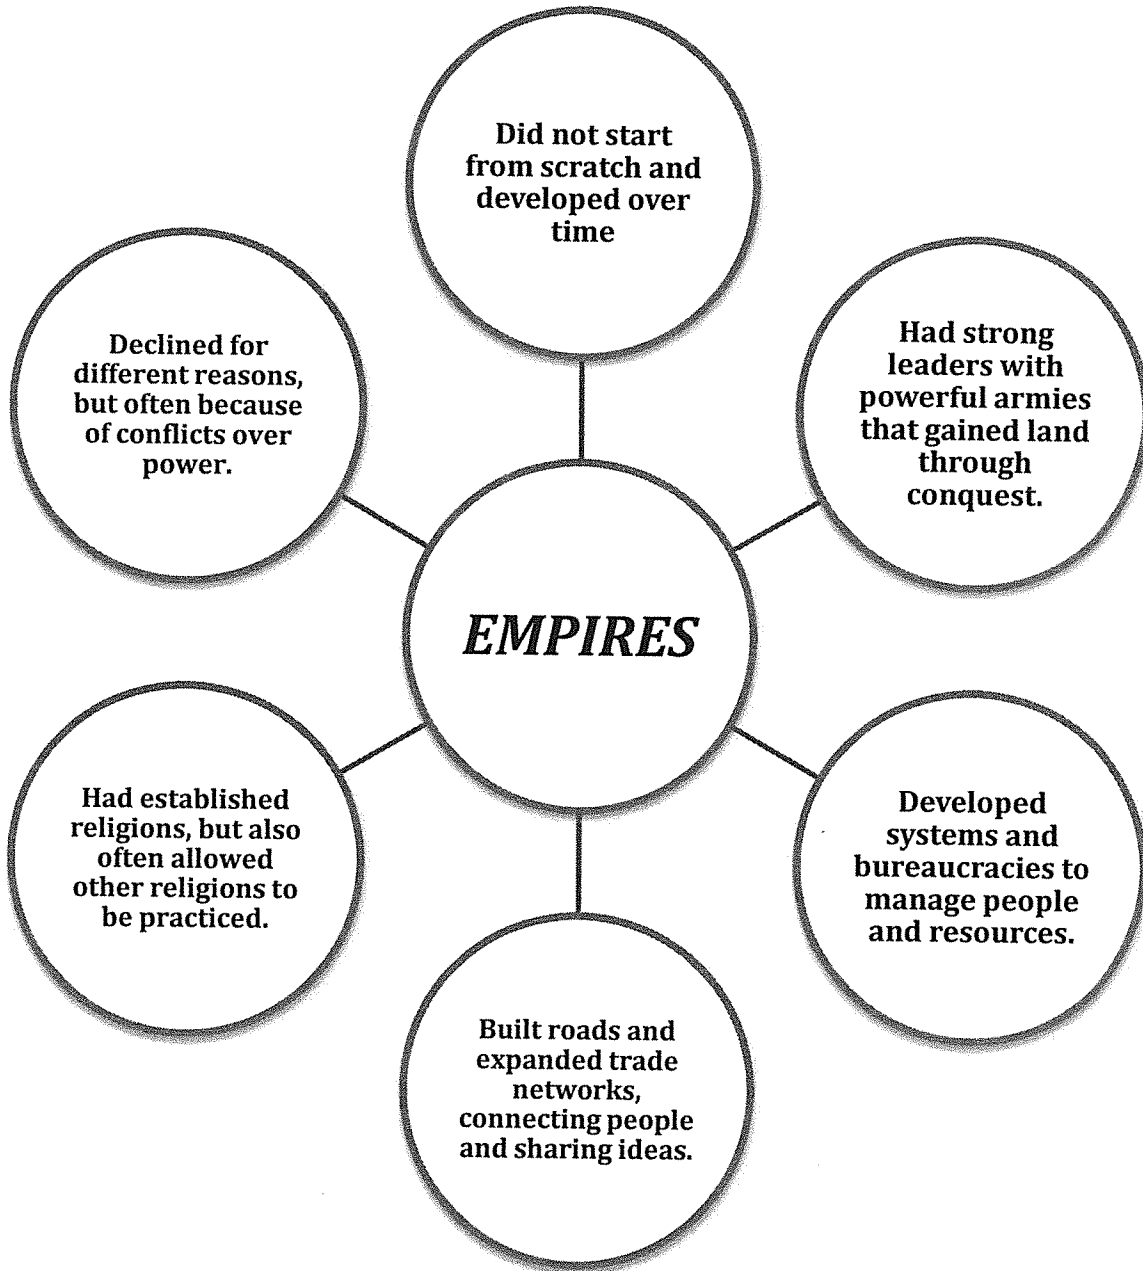 Did not start
from scratch and
developed over
time
Had strong
leaders with
powerful armies
that gained land
through
conquest.
Developed
systems and
bureaucracies to
manage people
and resources.
Built roads and
expanded trade
networks,
connecting people
and sharing ideas.
Had established
religions, but also
often allowed
other religions to
be practiced.
Declined for
different reasons,
but often because
of conflicts over
power.
EMPIRES